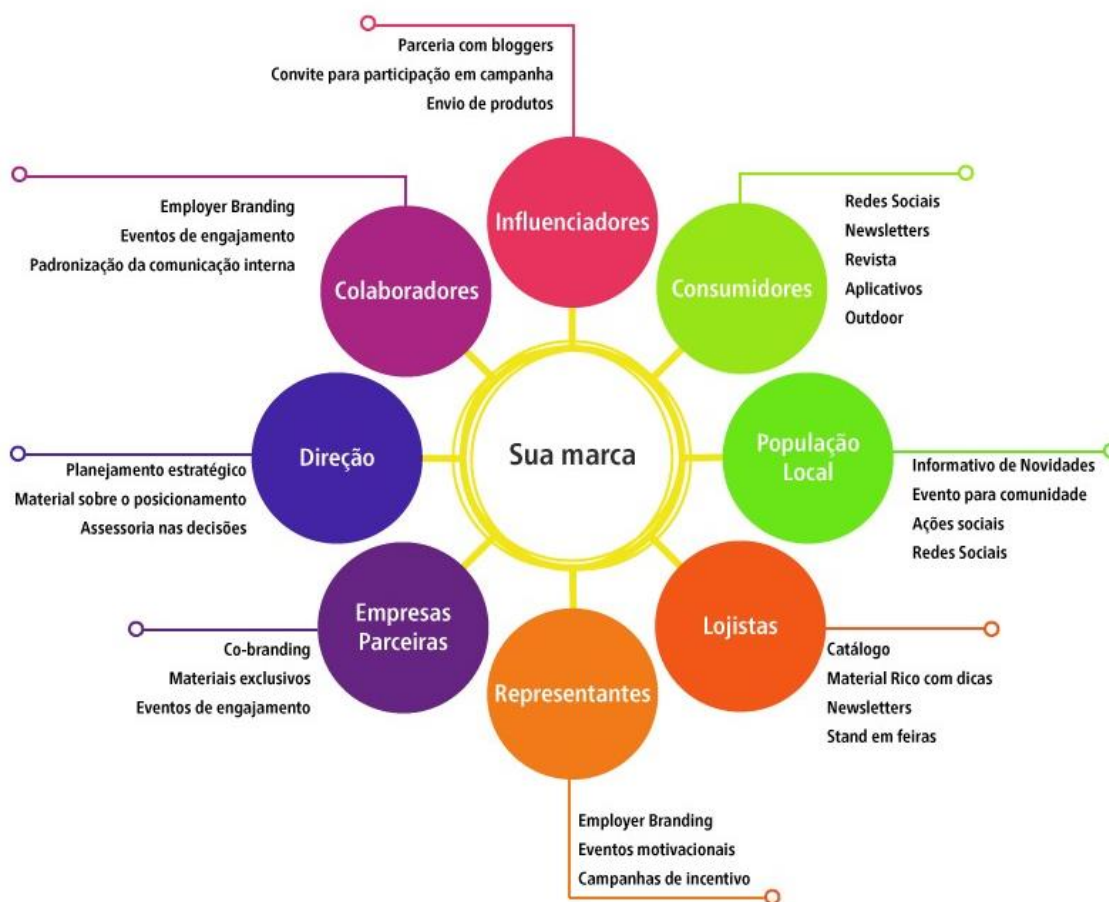 Parceria com bloggers
Convite para participação em campanha
Envio de produtos
Influenciadores
Employer Branding
Eventos de engajamento
Padronização da comunicação interna
Colaboradores
Consumidores
Redes Sociais
Newsletters
Revista
Aplicativos
Outdoor
Direção
Planejamento estratégico
Material sobre o posicionamento
Assessoria nas decisões
Sua marca
População
Local
Informativo de Novidades
Evento para comunidade
Ações sociais
Redes Sociais
Empresas
Parceiras
Co-branding
Materiais exclusivos
Eventos de engajamento
Lojistas
Catálogo
Material Rico com dicas
Newsletters
Stand em feiras
Representantes
Employer Branding
Eventos motivacionais
Campanhas de incentivo